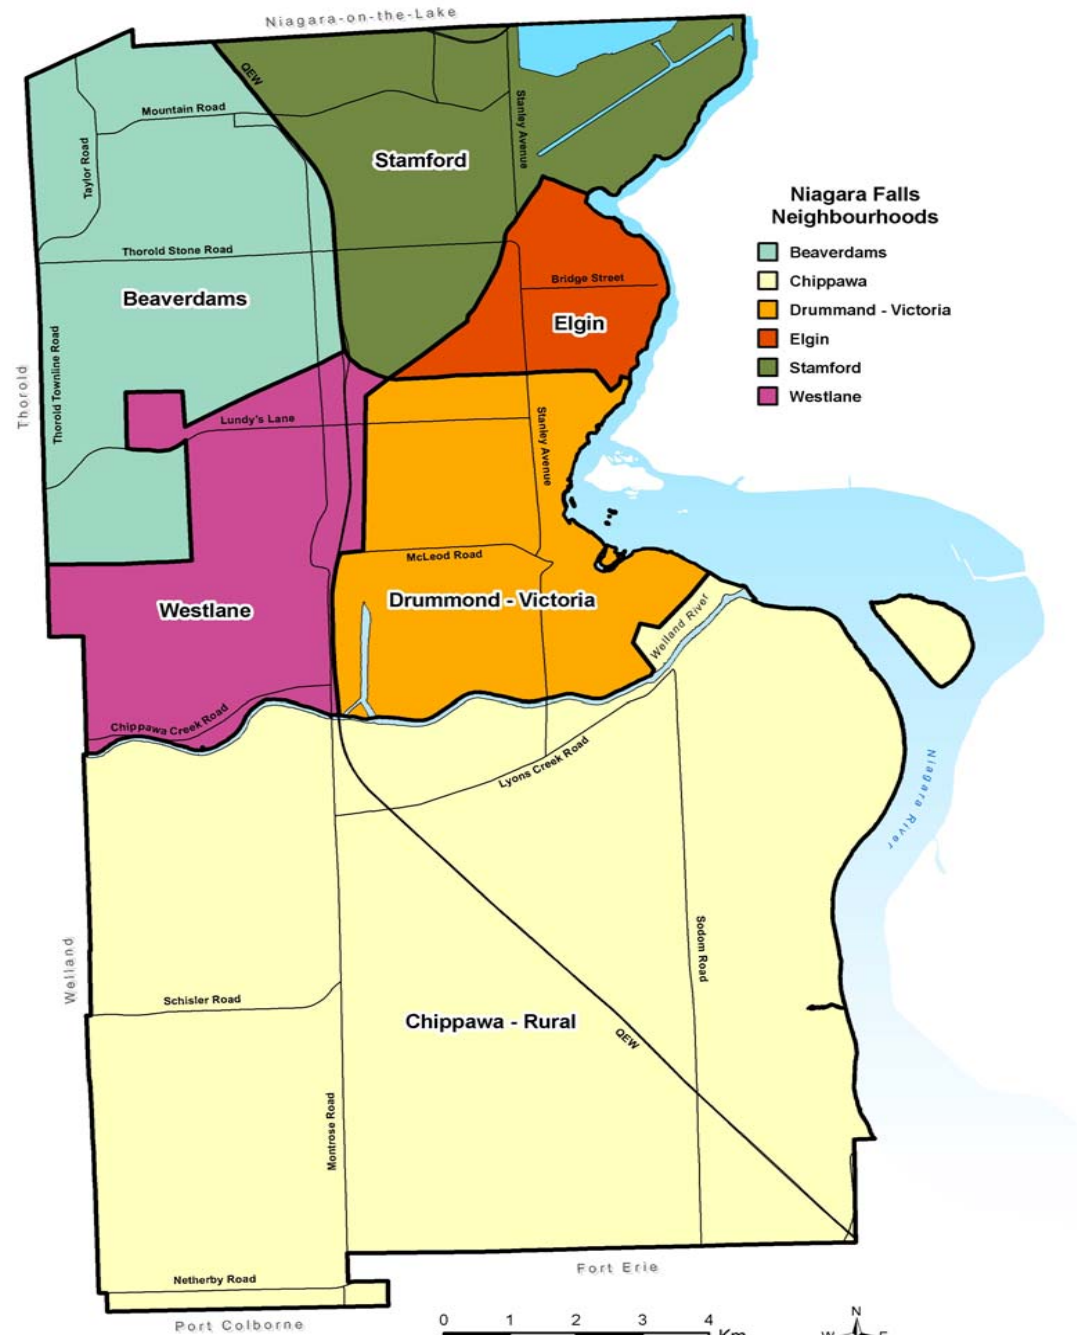 Niagara-on-the-Lake
QEW
Mountain Road
Taylor Road
Stanley Avenue
Stamford
Niagara Falls
Neighbourhoods
Beaverdams
Chippawa
Drummand - Victoria
Elgin
Stamford
Westlane
Thorold Stone Road
Beaverdams
Bridge Street
Elgin
Thorold
Thorold Townline Road
Lundy's Lane
Stanley Avenue
McLeod Road
Drummond - Victoria
Westlane
Welland River
Chippawa Creek Road
Lyons Creek Road
Niagara River
Welland
Sodom Road
Schisler Road
Chippawa - Rural
QEW
Montrose Road
Netherby Road
Fort Erie
Port Colborne
0 1 2 3 4
Km
N
W E